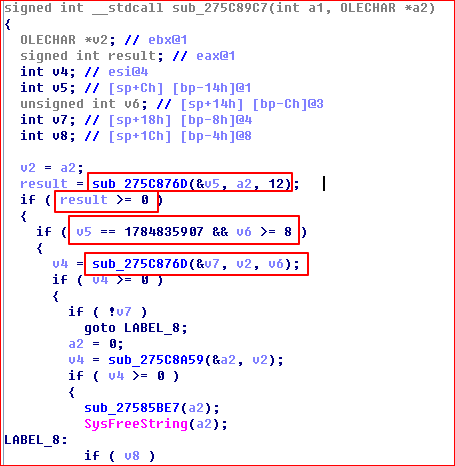 signed int __stdcall sub_275C89C7(int a1, OLECHAR *a2)
{
OLECHAR *v2; // ebx@1
signed int result; // eax@1
int v4; // esi@4
int v5; // [sp+Ch] [bp-14h]@1
unsigned int v6; // [sp+14h] [bp-Ch]@3
int v7; // [sp+18h] [bp-8h]@4
int v8; // [sp+1Ch] [bp-4h]@8
v2 = a2;
result = sub_275C876D(&v5, a2, 12);
if ( result >= 0 )
{
if ( v5 == 1784835907 && v6 >= 8 )
{
v4 = sub_275C876D(&v7, v2, v6);
if ( v4 >= 0 )
{
if ( !v7 )
goto LABEL_8;
a2 = 0;
v4 = sub_275C8A59(&a2, v2);
if ( v4 >= 0 )
{
sub_27585BE7(a2);
SysFreeString(a2);
LABEL_8:
if ( v8 )